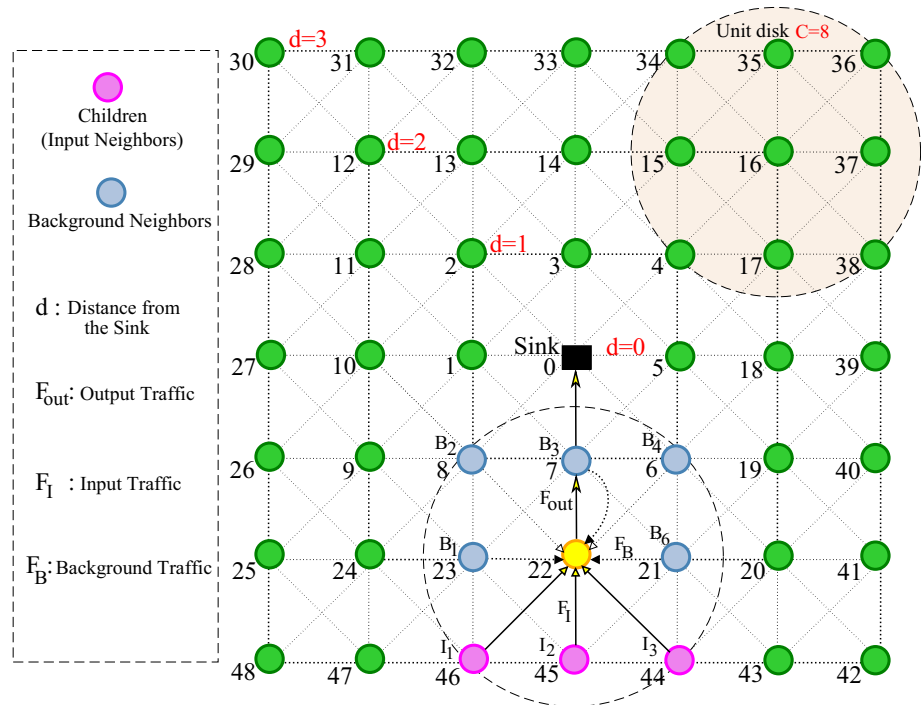 d=3
Unit disk C=8
30 31 32 33 34 35 36
Children
(Input Neighbors)
d=2
29 12 13 14 15 16 37
Background Neighbors
d=1
28 11 2 3 4 17 38
d : Distance from
the Sink
Sink d=0
27 10 1 0 5 18 39
Fout: Output Traffic
B2 B3 B4
26 9 8 7 6 19 40
FI : Input Traffic
Fout
B1 FB B6
25 24 23 22 21 20 41
FB: Background Traffic
FI
I1 I2 I3
48 47 46 45 44 43 42